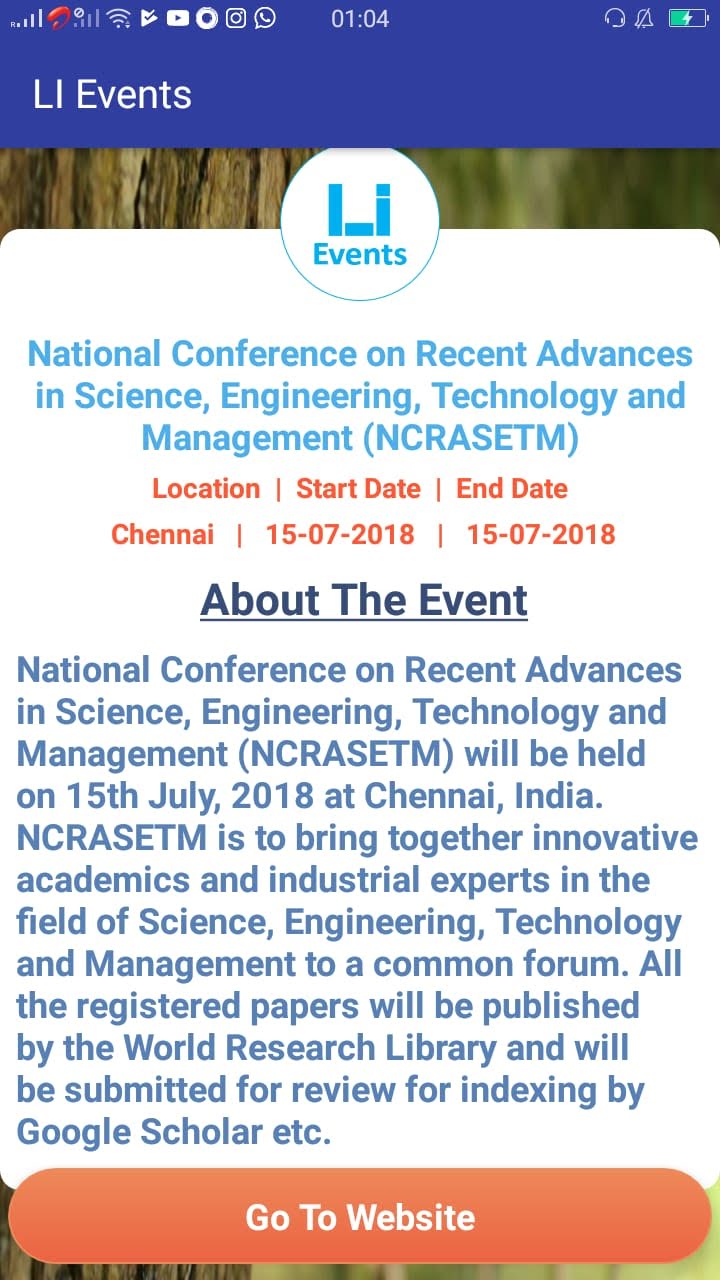 01:04
LI Events
Li
Events
National Conference on Recent Advances
in Science, Engineering, Technology and
Management (NCRASETM)
Location | Start Date | End Date
Chennai | 15-07-2018 | 15-07-2018
About The Event
National Conference on Recent Advances
in Science, Engineering, Technology and
Management (NCRASETM) will be held
on 15th July, 2018 at Chennai, India.
NCRASETM is to bring together innovative
academics and industrial experts in the
field of Science, Engineering, Technology
and Management to a common forum. All
the registered papers will be published
by the World Research Library and will
be submitted for review for indexing by
Google Scholar etc.
Go To Website